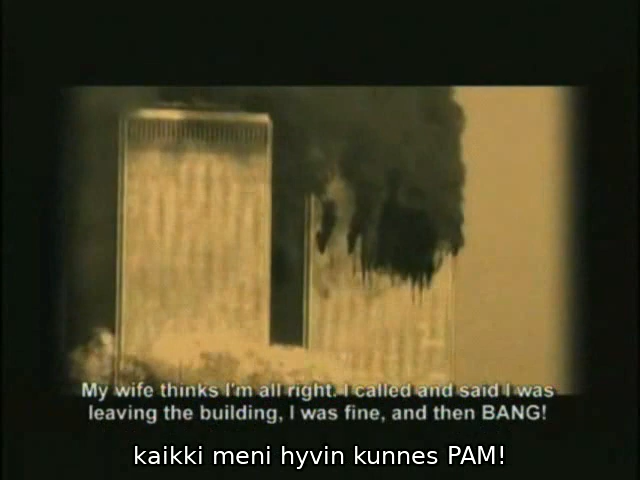 My wife thinks I'm all right. I called and said I was
leaving the building, I was fine, and then BANG!
kaikki meni hyvin kunnes PAM!